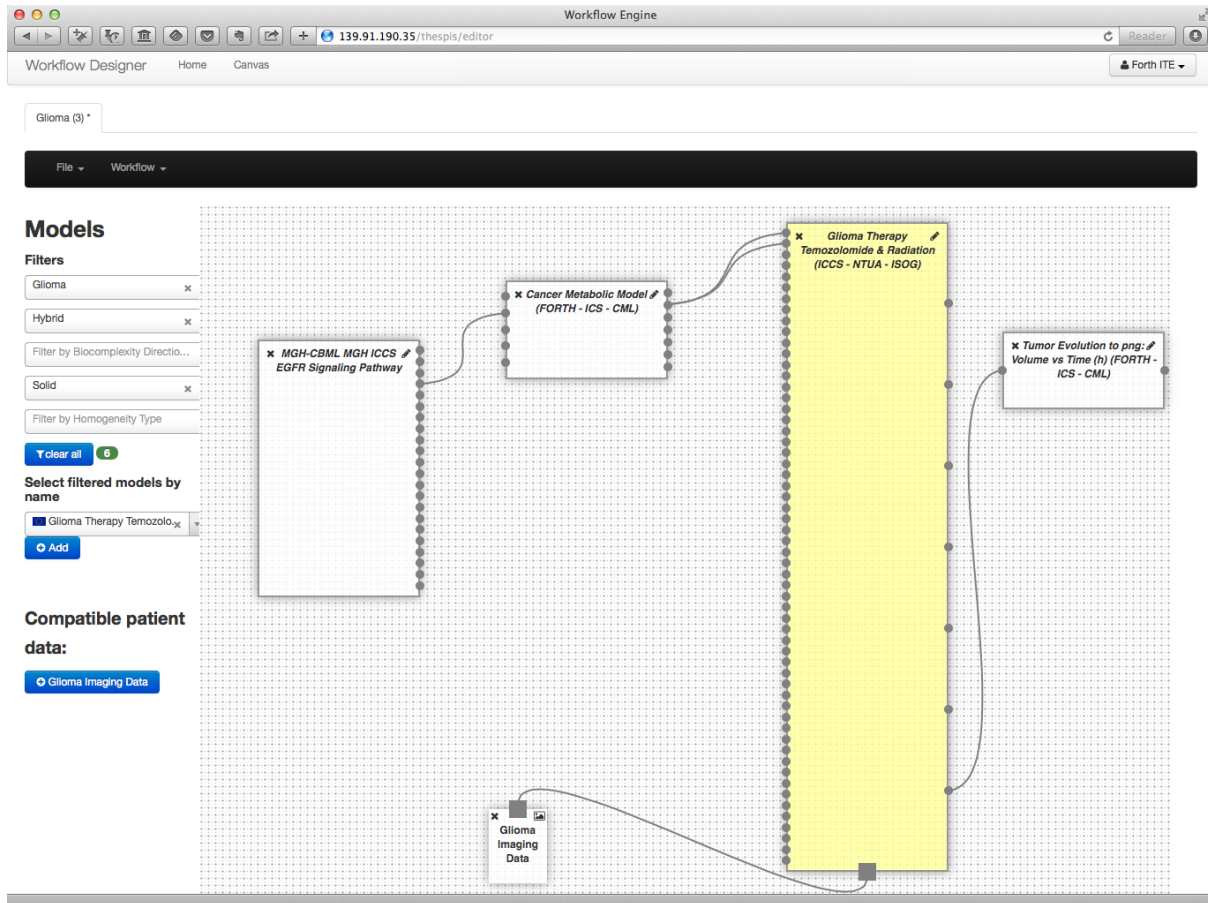 Workflow Engine
139.91.190.35/thespis/editor
Reader
Workflow Designer
Home
Canvas
Forth ITE
Glioma (3) *
File
Workflow
Models
Filters
Glioma
Hybrid
Filter by Biocomplexity Directio...
Solid
Filter by Homogeneity Type
clear all
6
Select filtered models by
name
Glioma Therapy Temozolo...
Add
Compatible patient
data:
Glioma Imaging Data
MGH-CBML MGH ICCS
EGFR Signaling Pathway
Cancer Metabolic Model
(FORTH - ICS - CML)
Glioma Therapy
Temozolomide & Radiation
(ICCS - NTUA - ISOG)
Tumor Evolution to png:
Volume vs Time (h) (FORTH -
ICS - CML)
Glioma
Imaging
Data